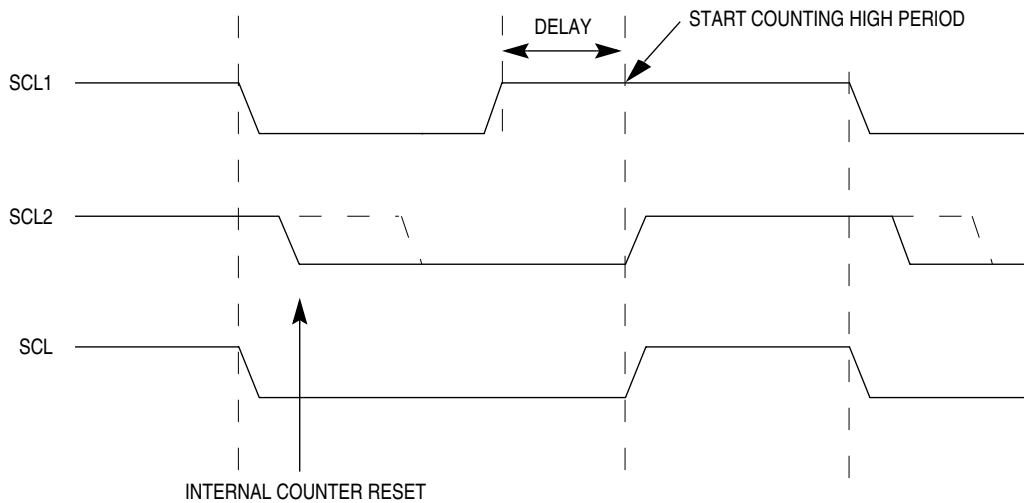 START COUNTING HIGH PERIOD
DELAY
SCL1
SCL2
SCL
INTERNAL COUNTER RESET